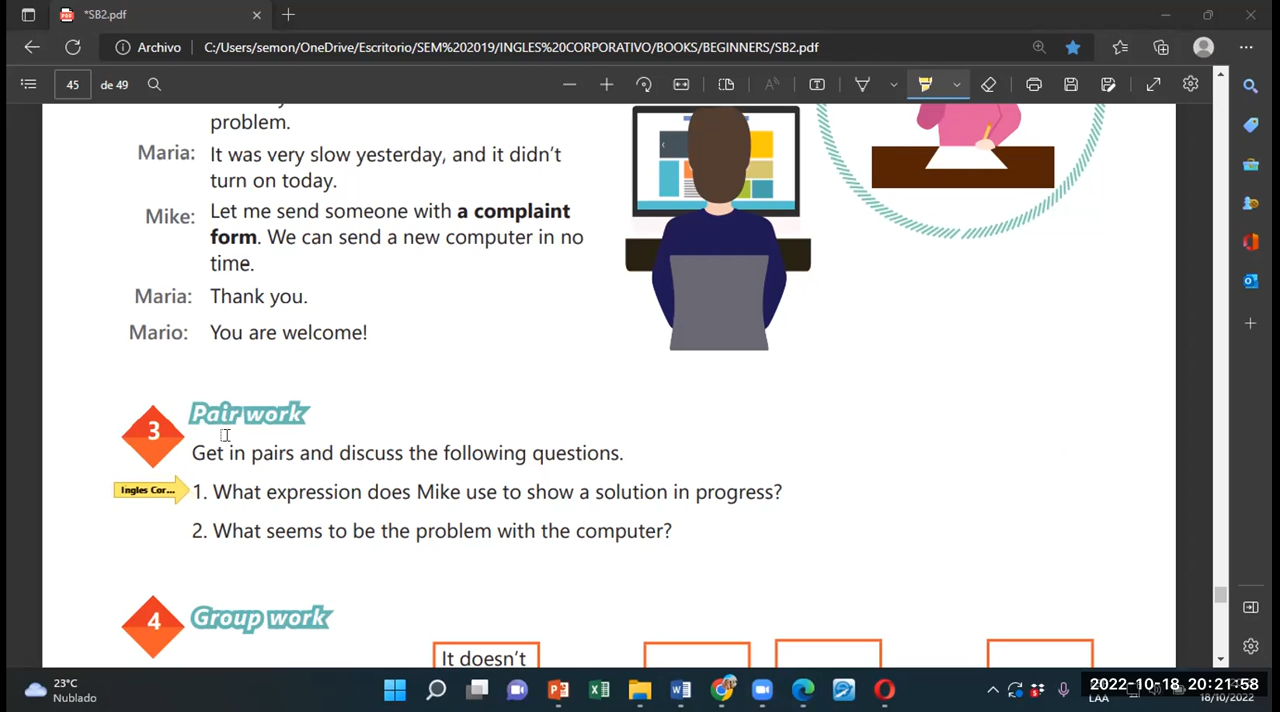 *SB2.pdf
Archivo
C:/Users/semon/OneDrive/Escritorio/SEM%202019/INGLES%20CORPORATIVO/BOOKS/BEGINNERS/SB2.pdf
45 de 49
problem.
Maria: It was very slow yesterday, and it didn't
turn on today.
Mike: Let me send someone with a complaint
form. We can send a new computer in no
time.
Maria: Thank you.
Mario: You are welcome!
3 Pair work
Get in pairs and discuss the following questions.
Ingles Cor... 1. What expression does Mike use to show a solution in progress?
2. What seems to be the problem with the computer?
4 Group work
It doesn't
23°C
Nublado
2022-10-18 20:21:58
LAA 18/10/2022